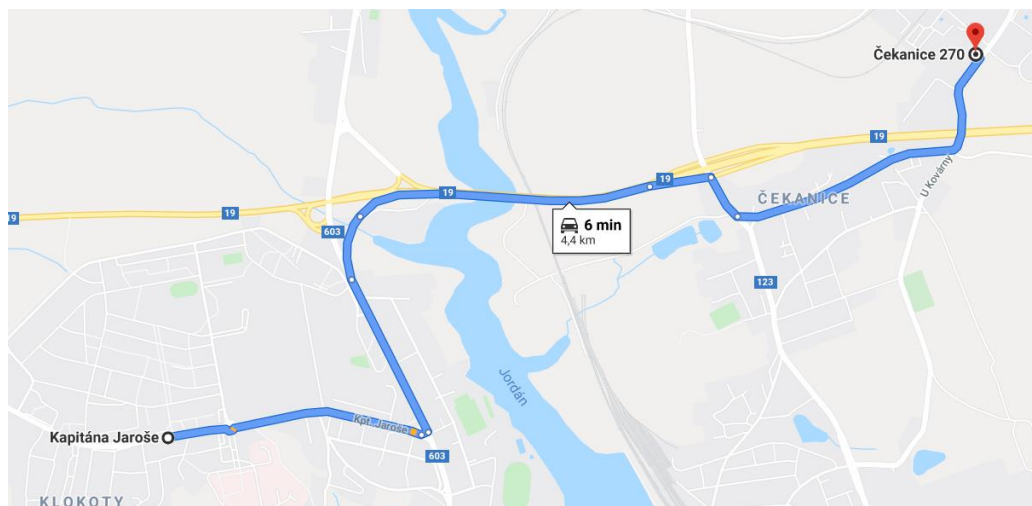 Čekanice 270
19
19
19
ČEKANICE
U Kovárny
19
19
603
6 min
4,4 km
123
Jordán
Kpt. Jaroše
Kapitána Jaroše
603
KLOKOTY